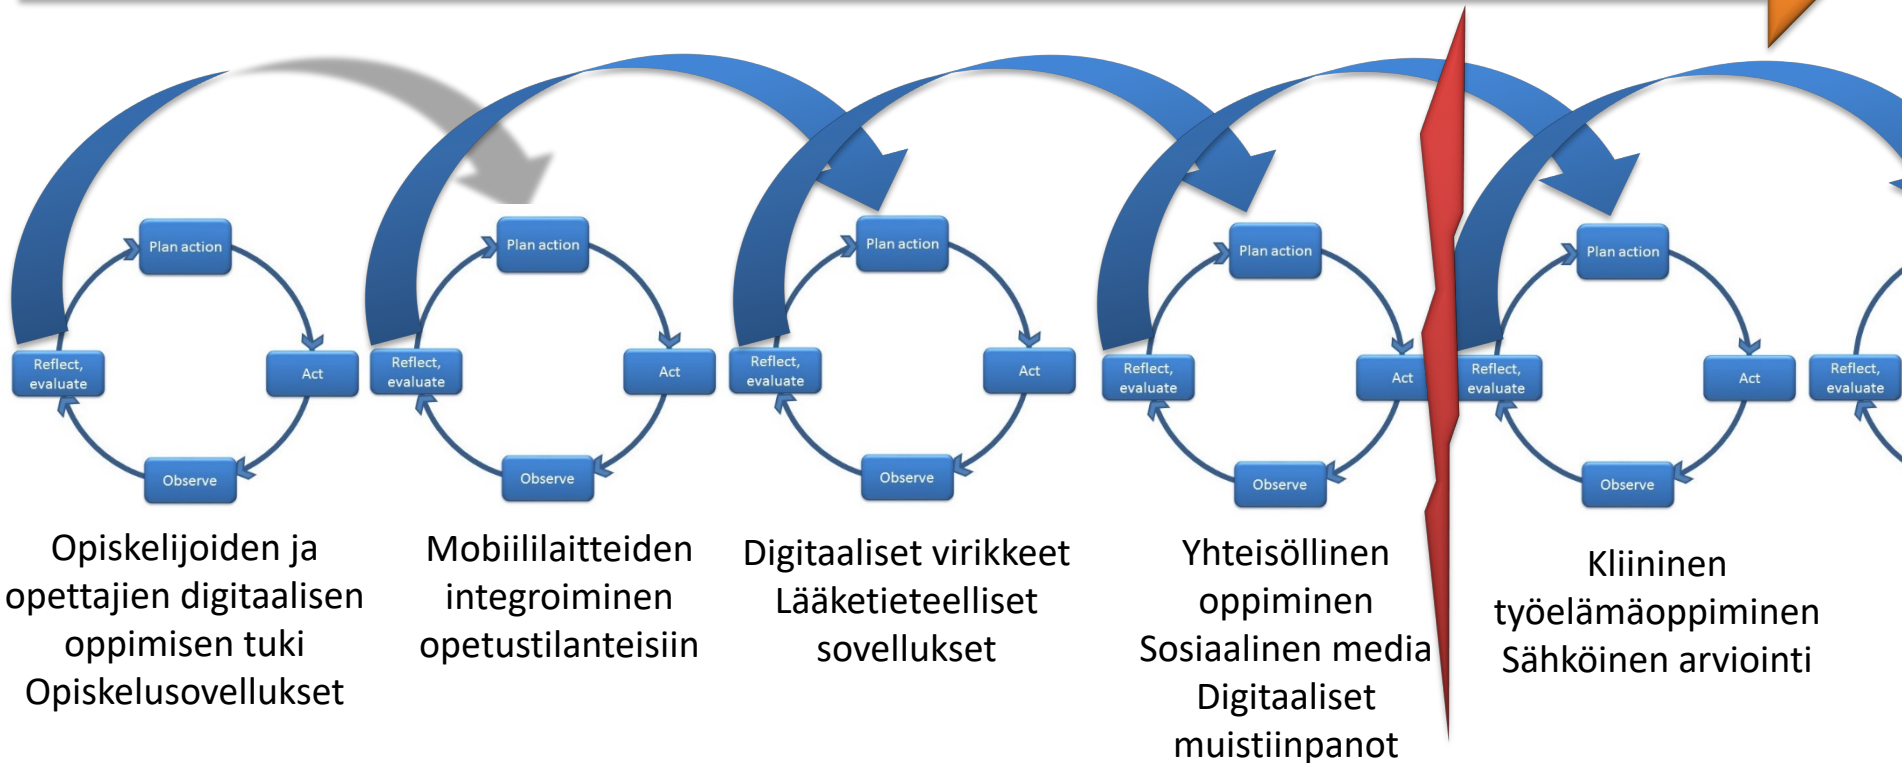 Plan action
Act
Observe
Reflect,
evaluate
Opiskelijoiden ja
opettajien digitaalisen
oppimisen tuki
Opiskelusovellukset
Plan action
Act
Observe
Reflect,
evaluate
Mobiililaitteiden
integroiminen
opetustilanteisiin
Plan action
Act
Observe
Reflect,
evaluate
Digitaaliset virikkeet
Lääketieteelliset
sovellukset
Plan action
Act
Observe
Reflect,
evaluate
Yhteisöllinen
oppiminen
Sosiaalinen media
Digitaaliset
muistiinpanot
Plan action
Act
Observe
Reflect,
evaluate
Kliininen
työelämäoppiminen
Sähköinen arviointi
Reflect,
evaluate